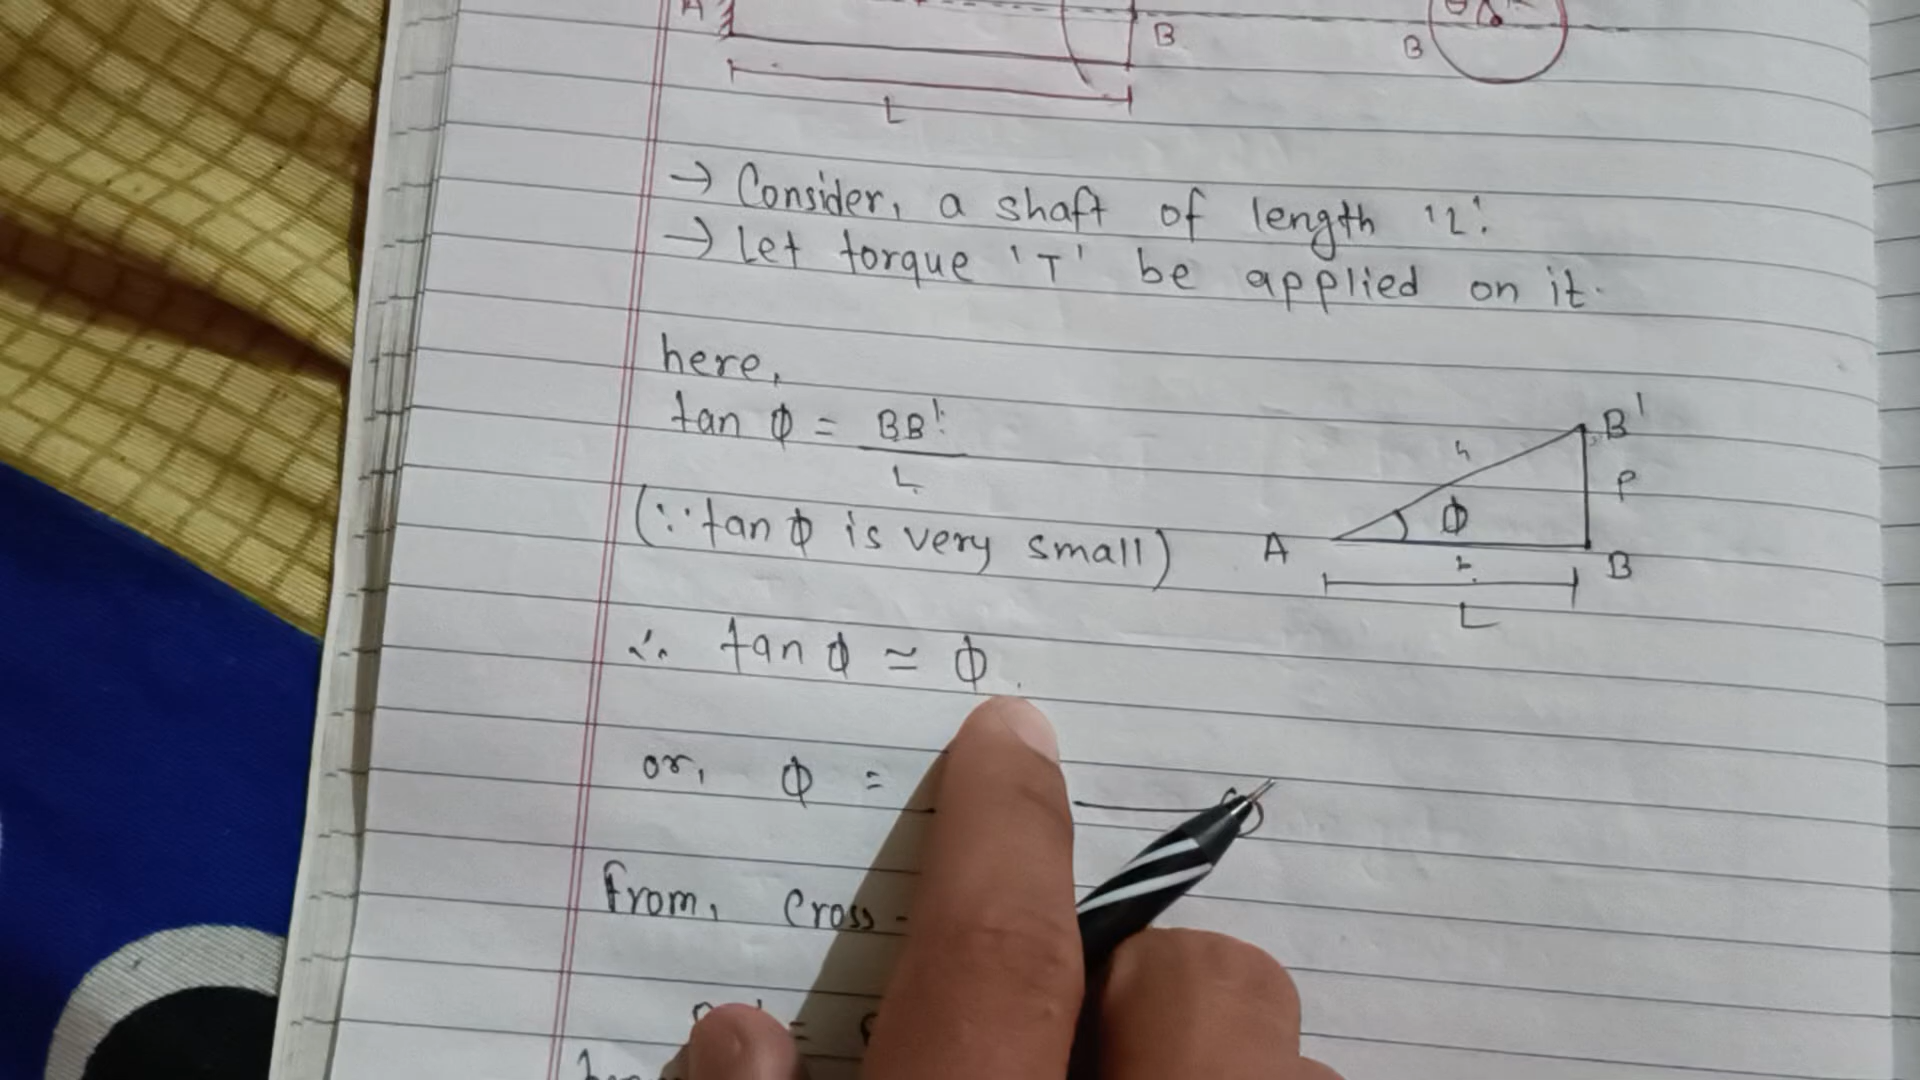 A B B
L
→ Consider, a shaft of length 'L'.
→ Let torque 'T' be applied on it.
here,
tan ϕ = BB'
L
(∵ tan ϕ is very small)
B'
h
P
ϕ
A
B
L
∴ tan ϕ ≃ ϕ
or, ϕ =
From, cross-